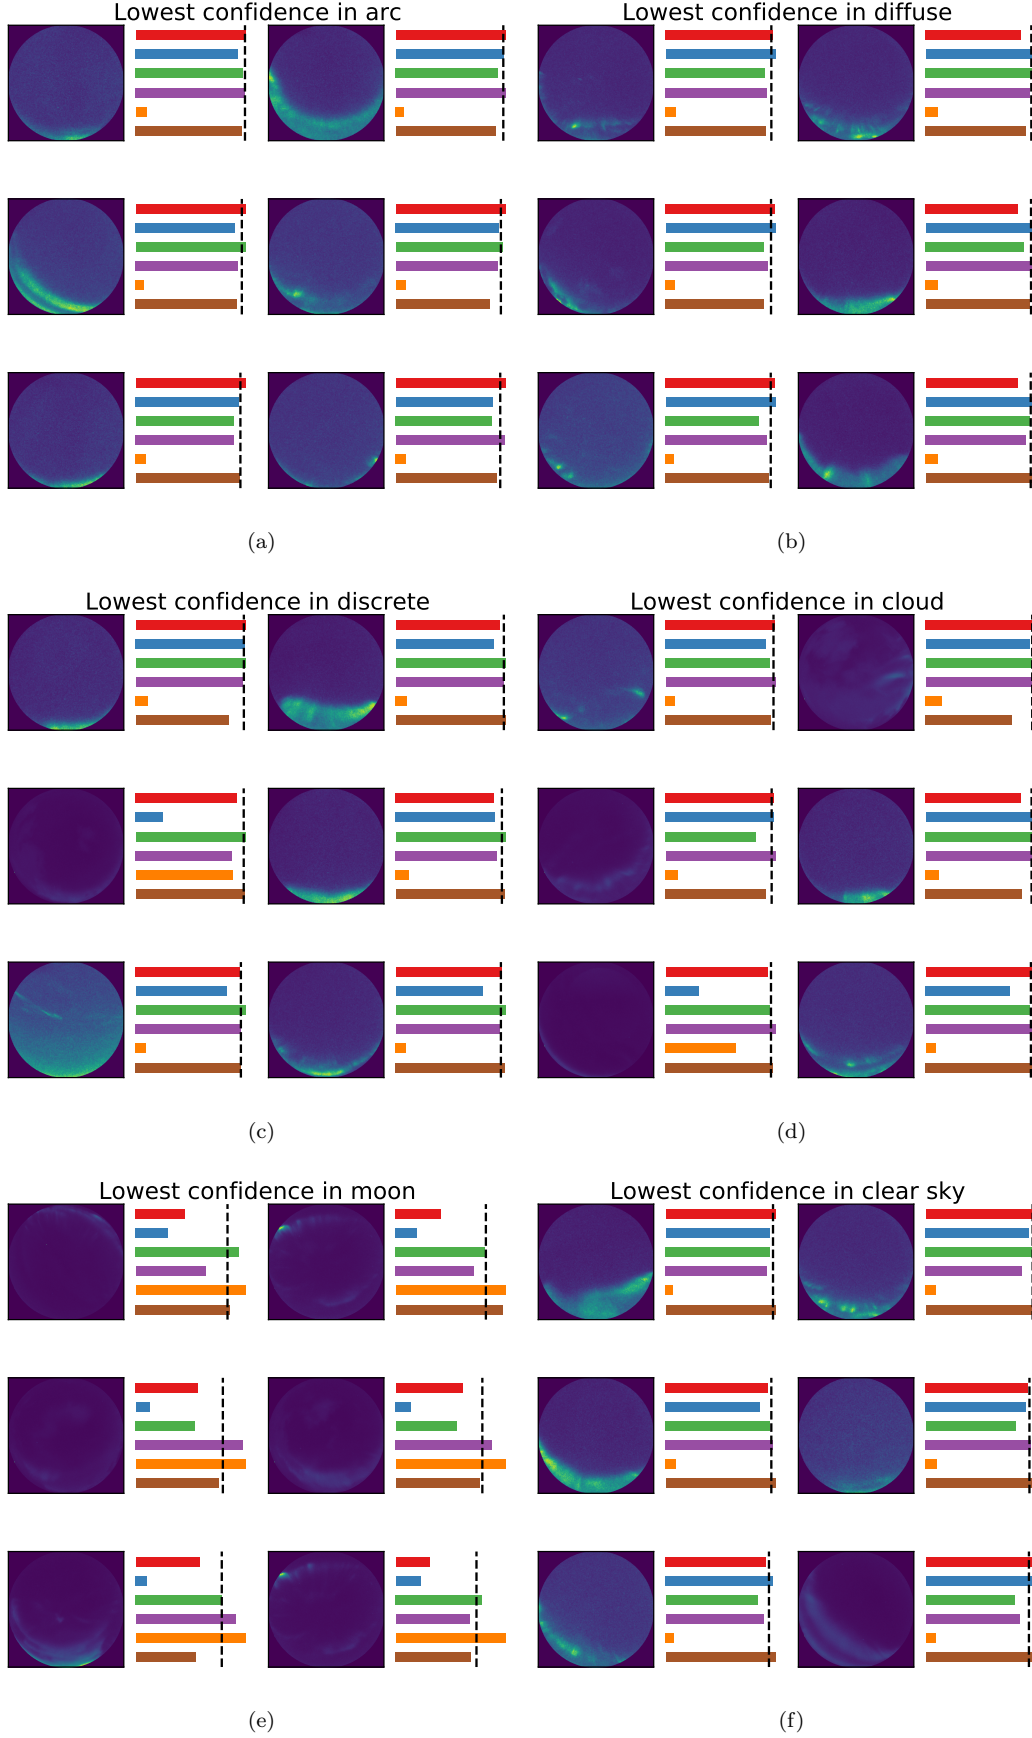 Lowest confidence in arc
Lowest confidence in diffuse
(a)
(b)
Lowest confidence in discrete
Lowest confidence in cloud
(c)
(d)
Lowest confidence in moon
Lowest confidence in clear sky
(e)
(f)